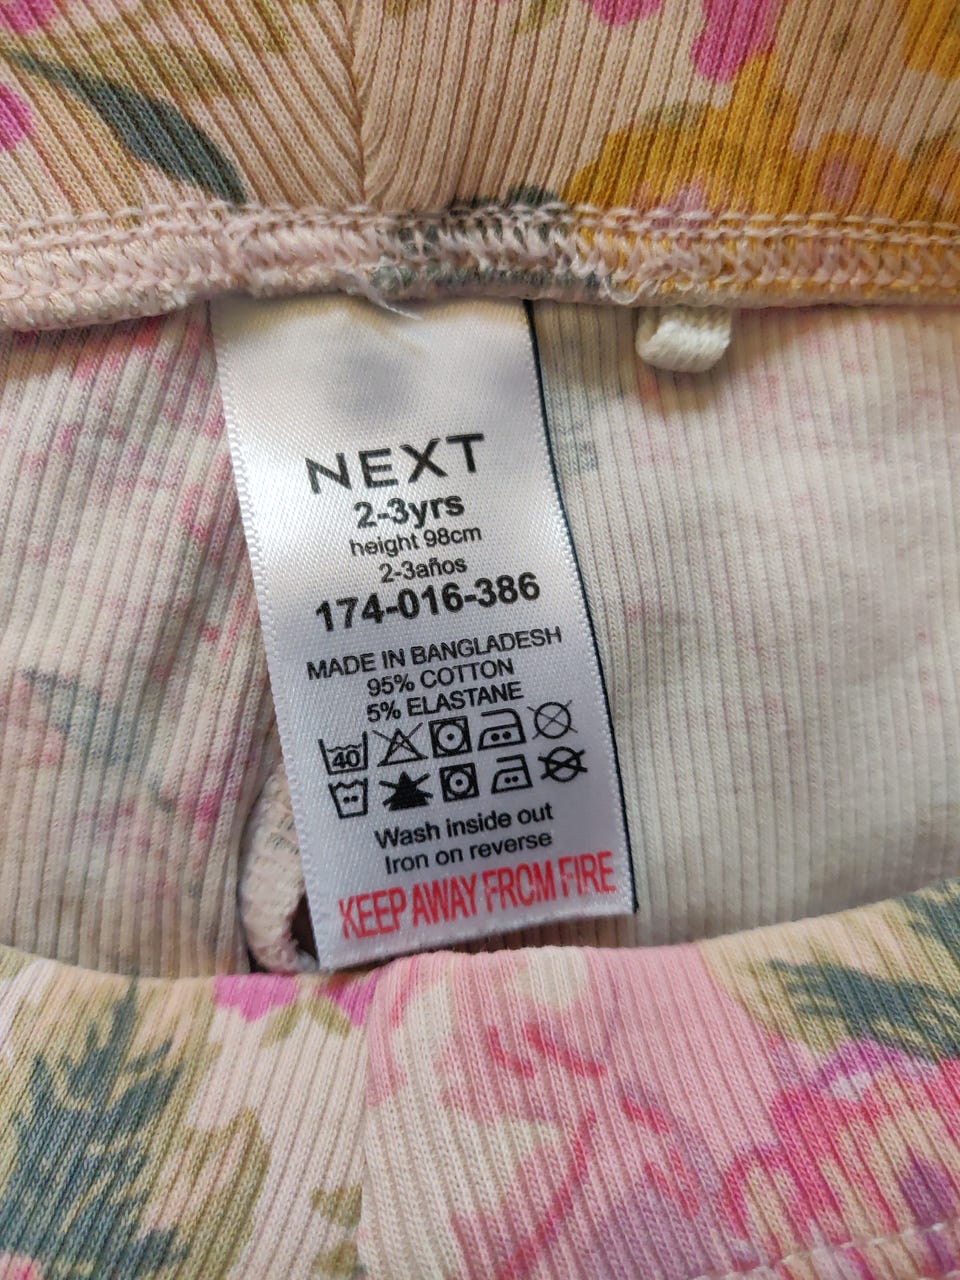 NEXT
2-3yrs
height 98cm
2-3años
174-016-386
MADE IN BANGLADESH
95% COTTON
5% ELASTANE
40
Wash inside out
Iron on reverse
KEEP AWAY FROM FIRE